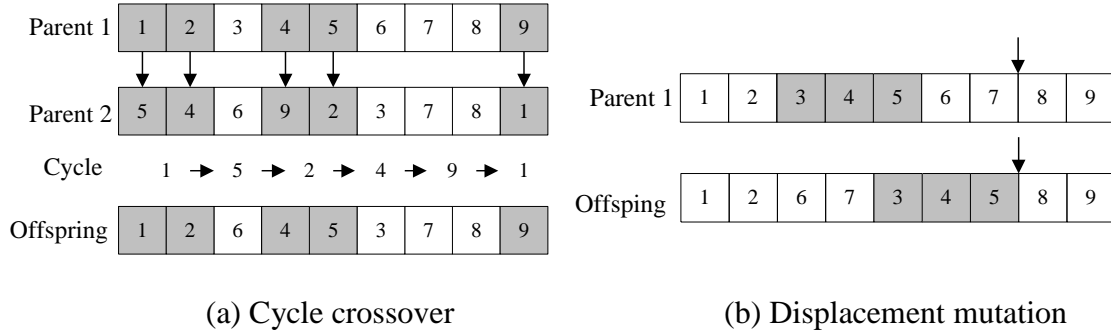 Parent 1 1 2 3 4 5 6 7 8 9
Parent 2 5 4 6 9 2 3 7 8 1
Cycle 1 5 2 4 9 1
Offspring 1 2 6 4 5 3 7 8 9
(a) Cycle crossover
Parent 1 1 2 3 4 5 6 7 8 9
Offsping 1 2 6 7 3 4 5 8 9
(b) Displacement mutation